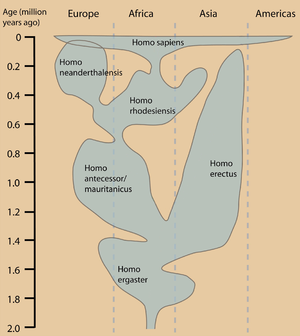 Age (million
years ago)
Europe Africa Asia Americas
0
Homo sapiens
Homo
neanderthalensis
0.2
0.4
Homo
rhodesiensis
0.6
0.8
Homo
antecessor/
mauritanicus
Homo
erectus
1.0
1.2
1.4
Homo
ergaster
1.6
1.8
2.0